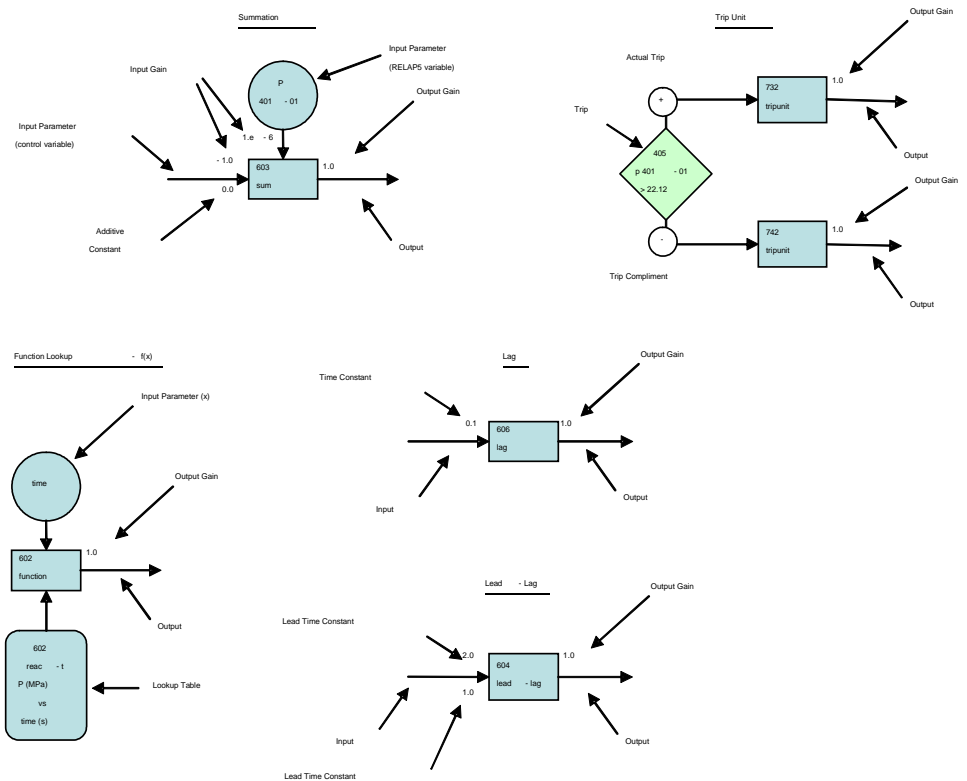 Summation
Input Parameter
(RELAP5 variable)
Input Gain
P
401 - 01
Output Gain
Input Parameter
(control variable)
1.e - 6
- 1.0
603
sum
1.0
0.0
Additive
Constant
Output
Trip Unit
Output Gain
Actual Trip
732
tripunit
1.0
+
Trip
405
p 401 - 01
> 22.12
Output
Output Gain
742
tripunit
1.0
-
Trip Compliment
Output
Function Lookup - f(x)
Input Parameter (x)
time
Output Gain
602
function
1.0
Output
602
reac - t
P (MPa)
vs
time (s)
Lookup Table
Lag
Output Gain
Time Constant
0.1
606
lag
1.0
Input
Output
Lead - Lag
Output Gain
Lead Time Constant
2.0
604
lead - lag
1.0
1.0
Input
Output
Lead Time Constant